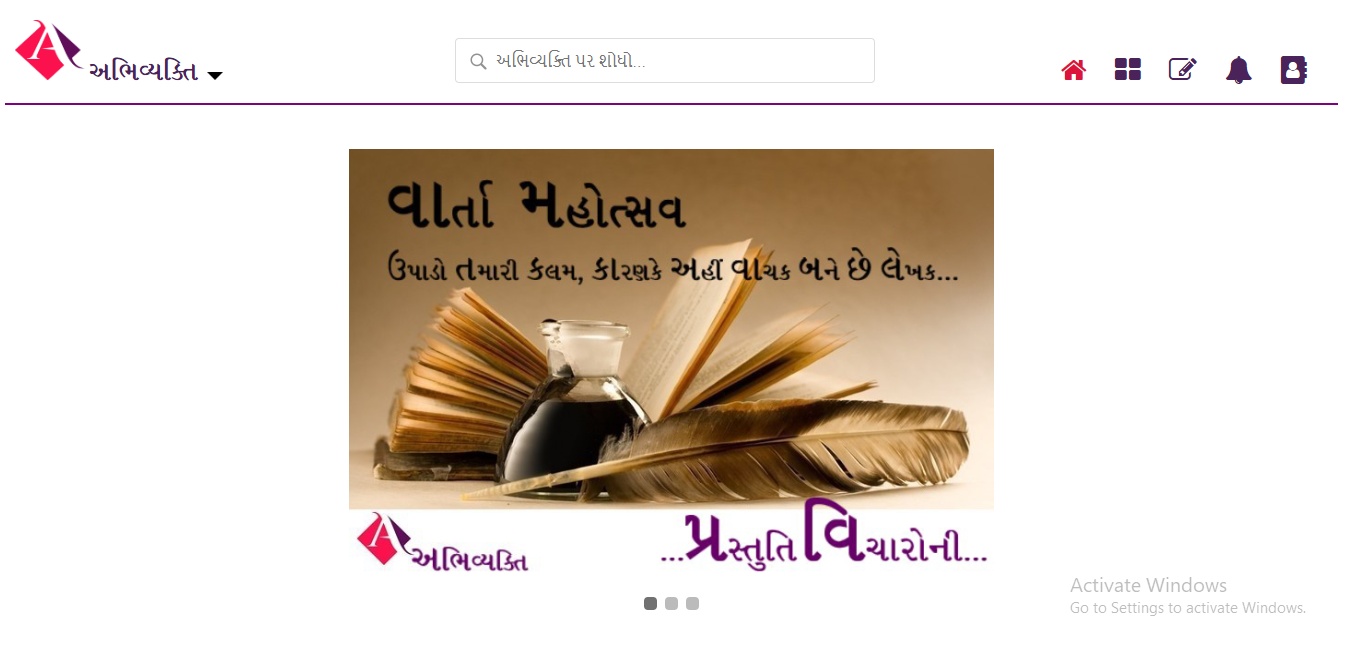 અભિવ્યક્તિ
અભિવ્યક્તિ પર શોધો...
વાર્તા મહોત્સવ
ઉપાડો તમારી કલમ, કારણકે અહીં વાચક બને છે લેખક...
અભિવ્યક્તિ
...પ્રસ્તુતિ વિચારોની...
Activate Windows
Go to Settings to activate Windows.